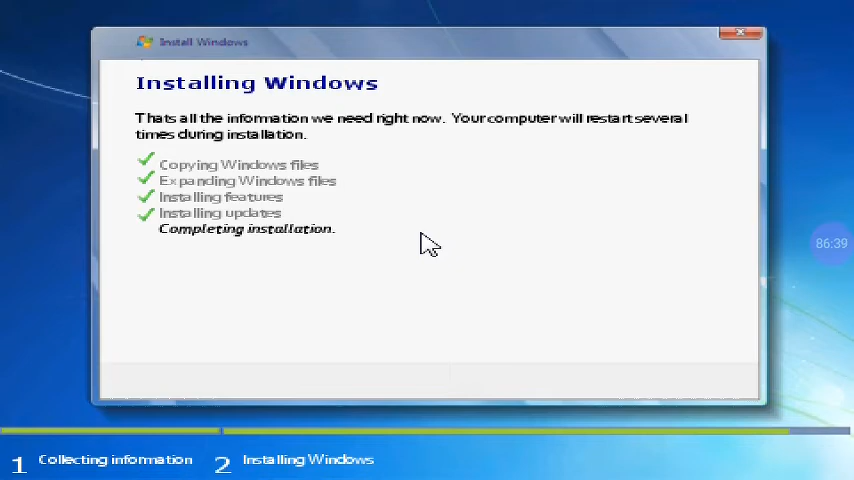 Install Windows
Installing Windows
Thats all the information we need right now. Your computer will restart several
times during installation.
Copying Windows files
Expanding Windows files
Installing features
Installing updates
Completing installation.
86:39
1 Collecting information 2 Installing Windows